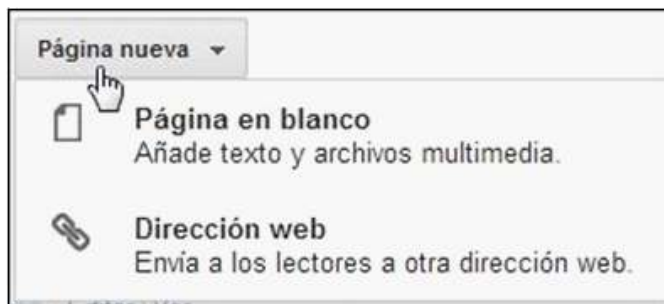 Página nueva
Página en blanco
Añade texto y archivos multimedia.
Dirección web
Envía a los lectores a otra dirección web.